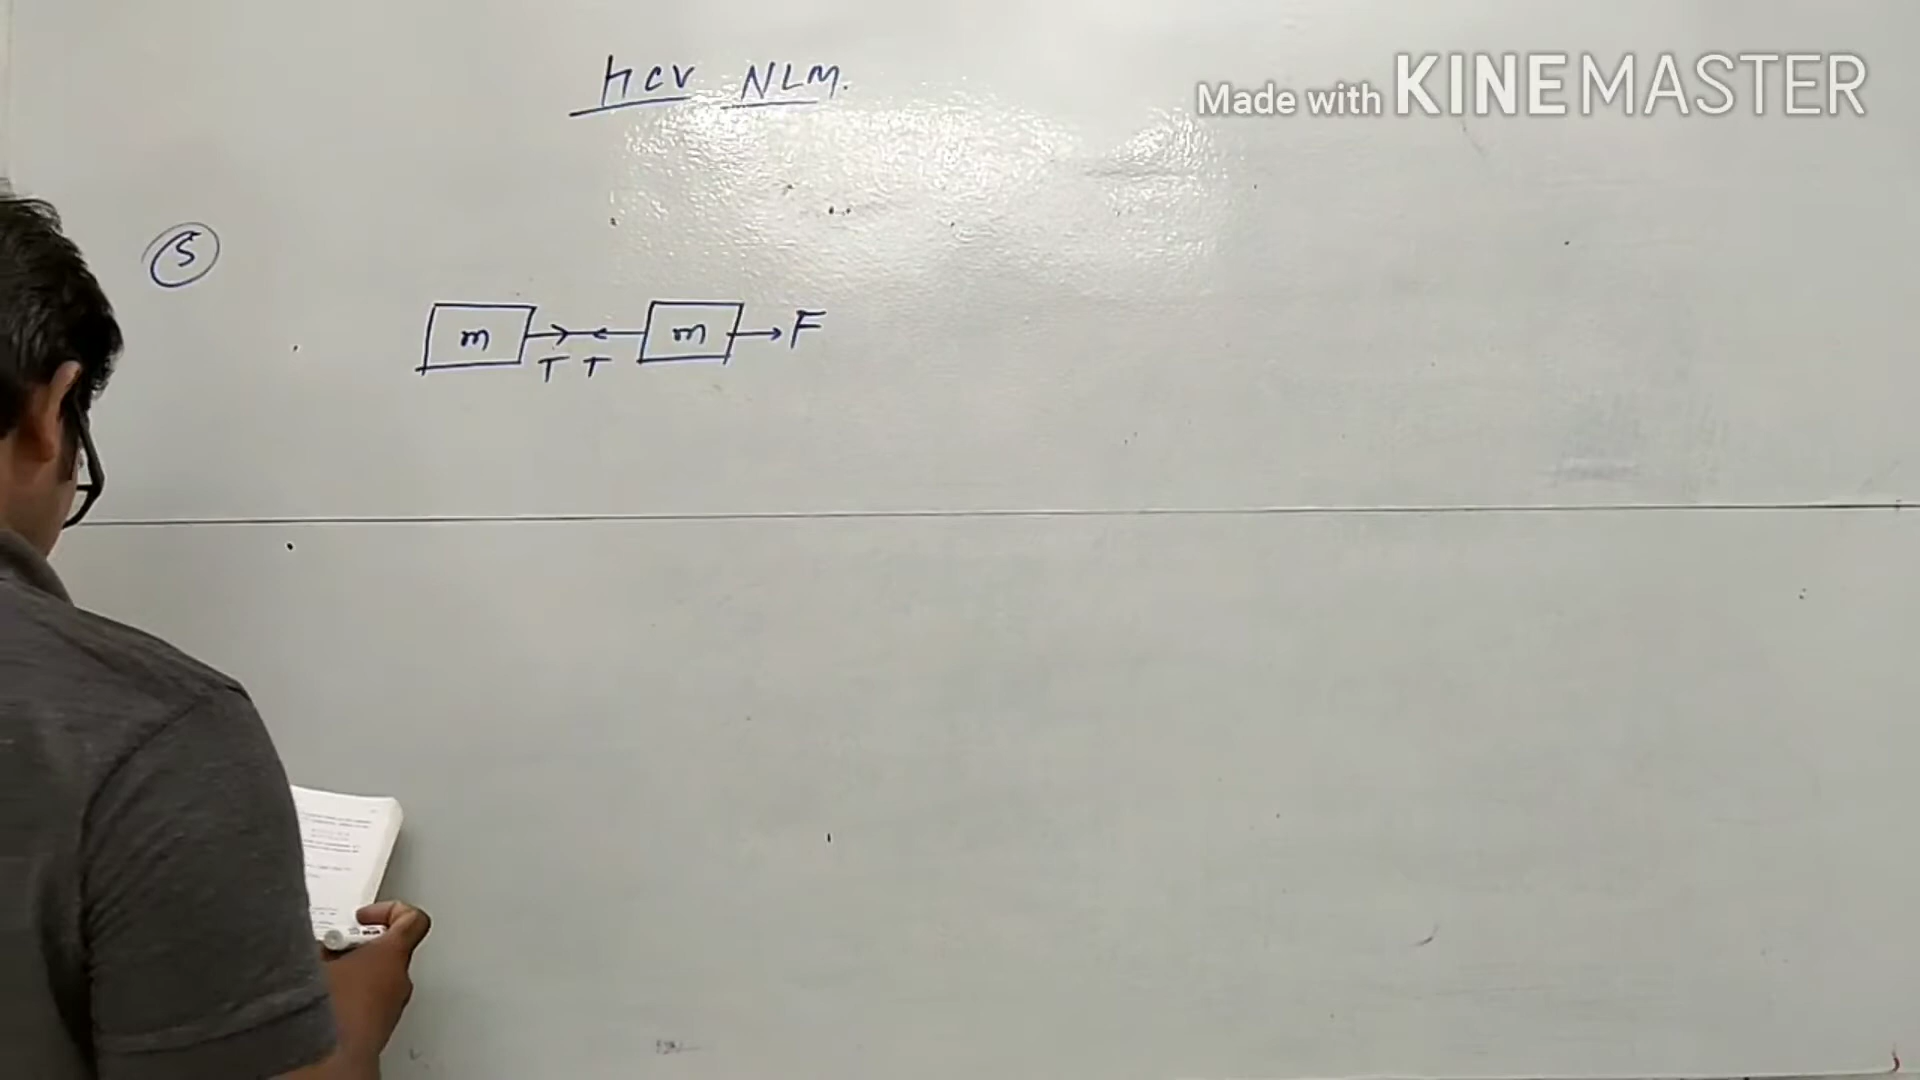 HCV NLM.
Made with KINEMASTER
5
m m F
T T